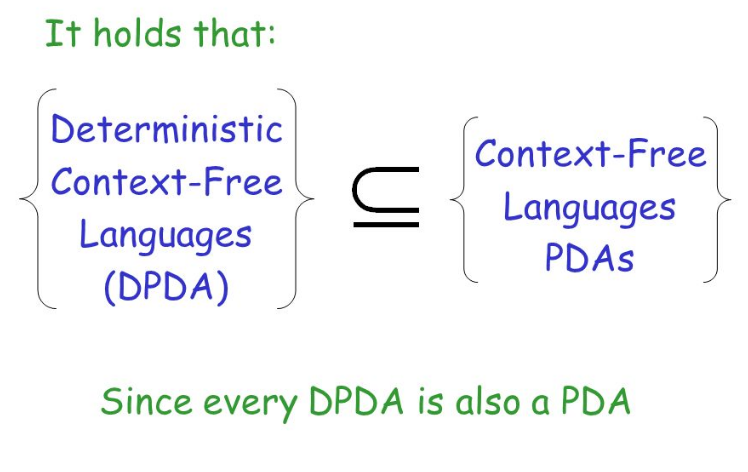 It holds that:
Deterministic
Context-Free
Languages
(DPDA)
⊆
Context-Free
Languages
PDAs
Since every DPDA is also a PDA